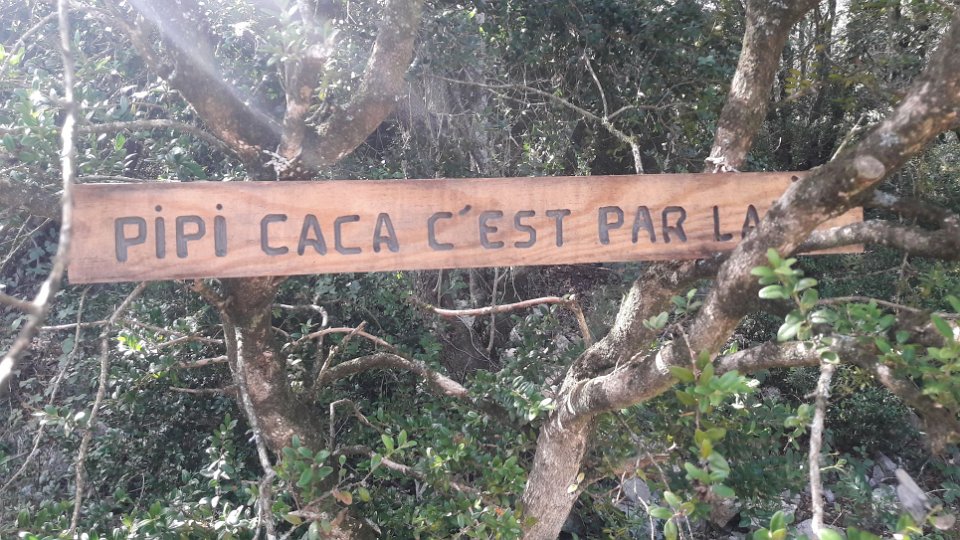 PiPi CACA C'EST PAR LA